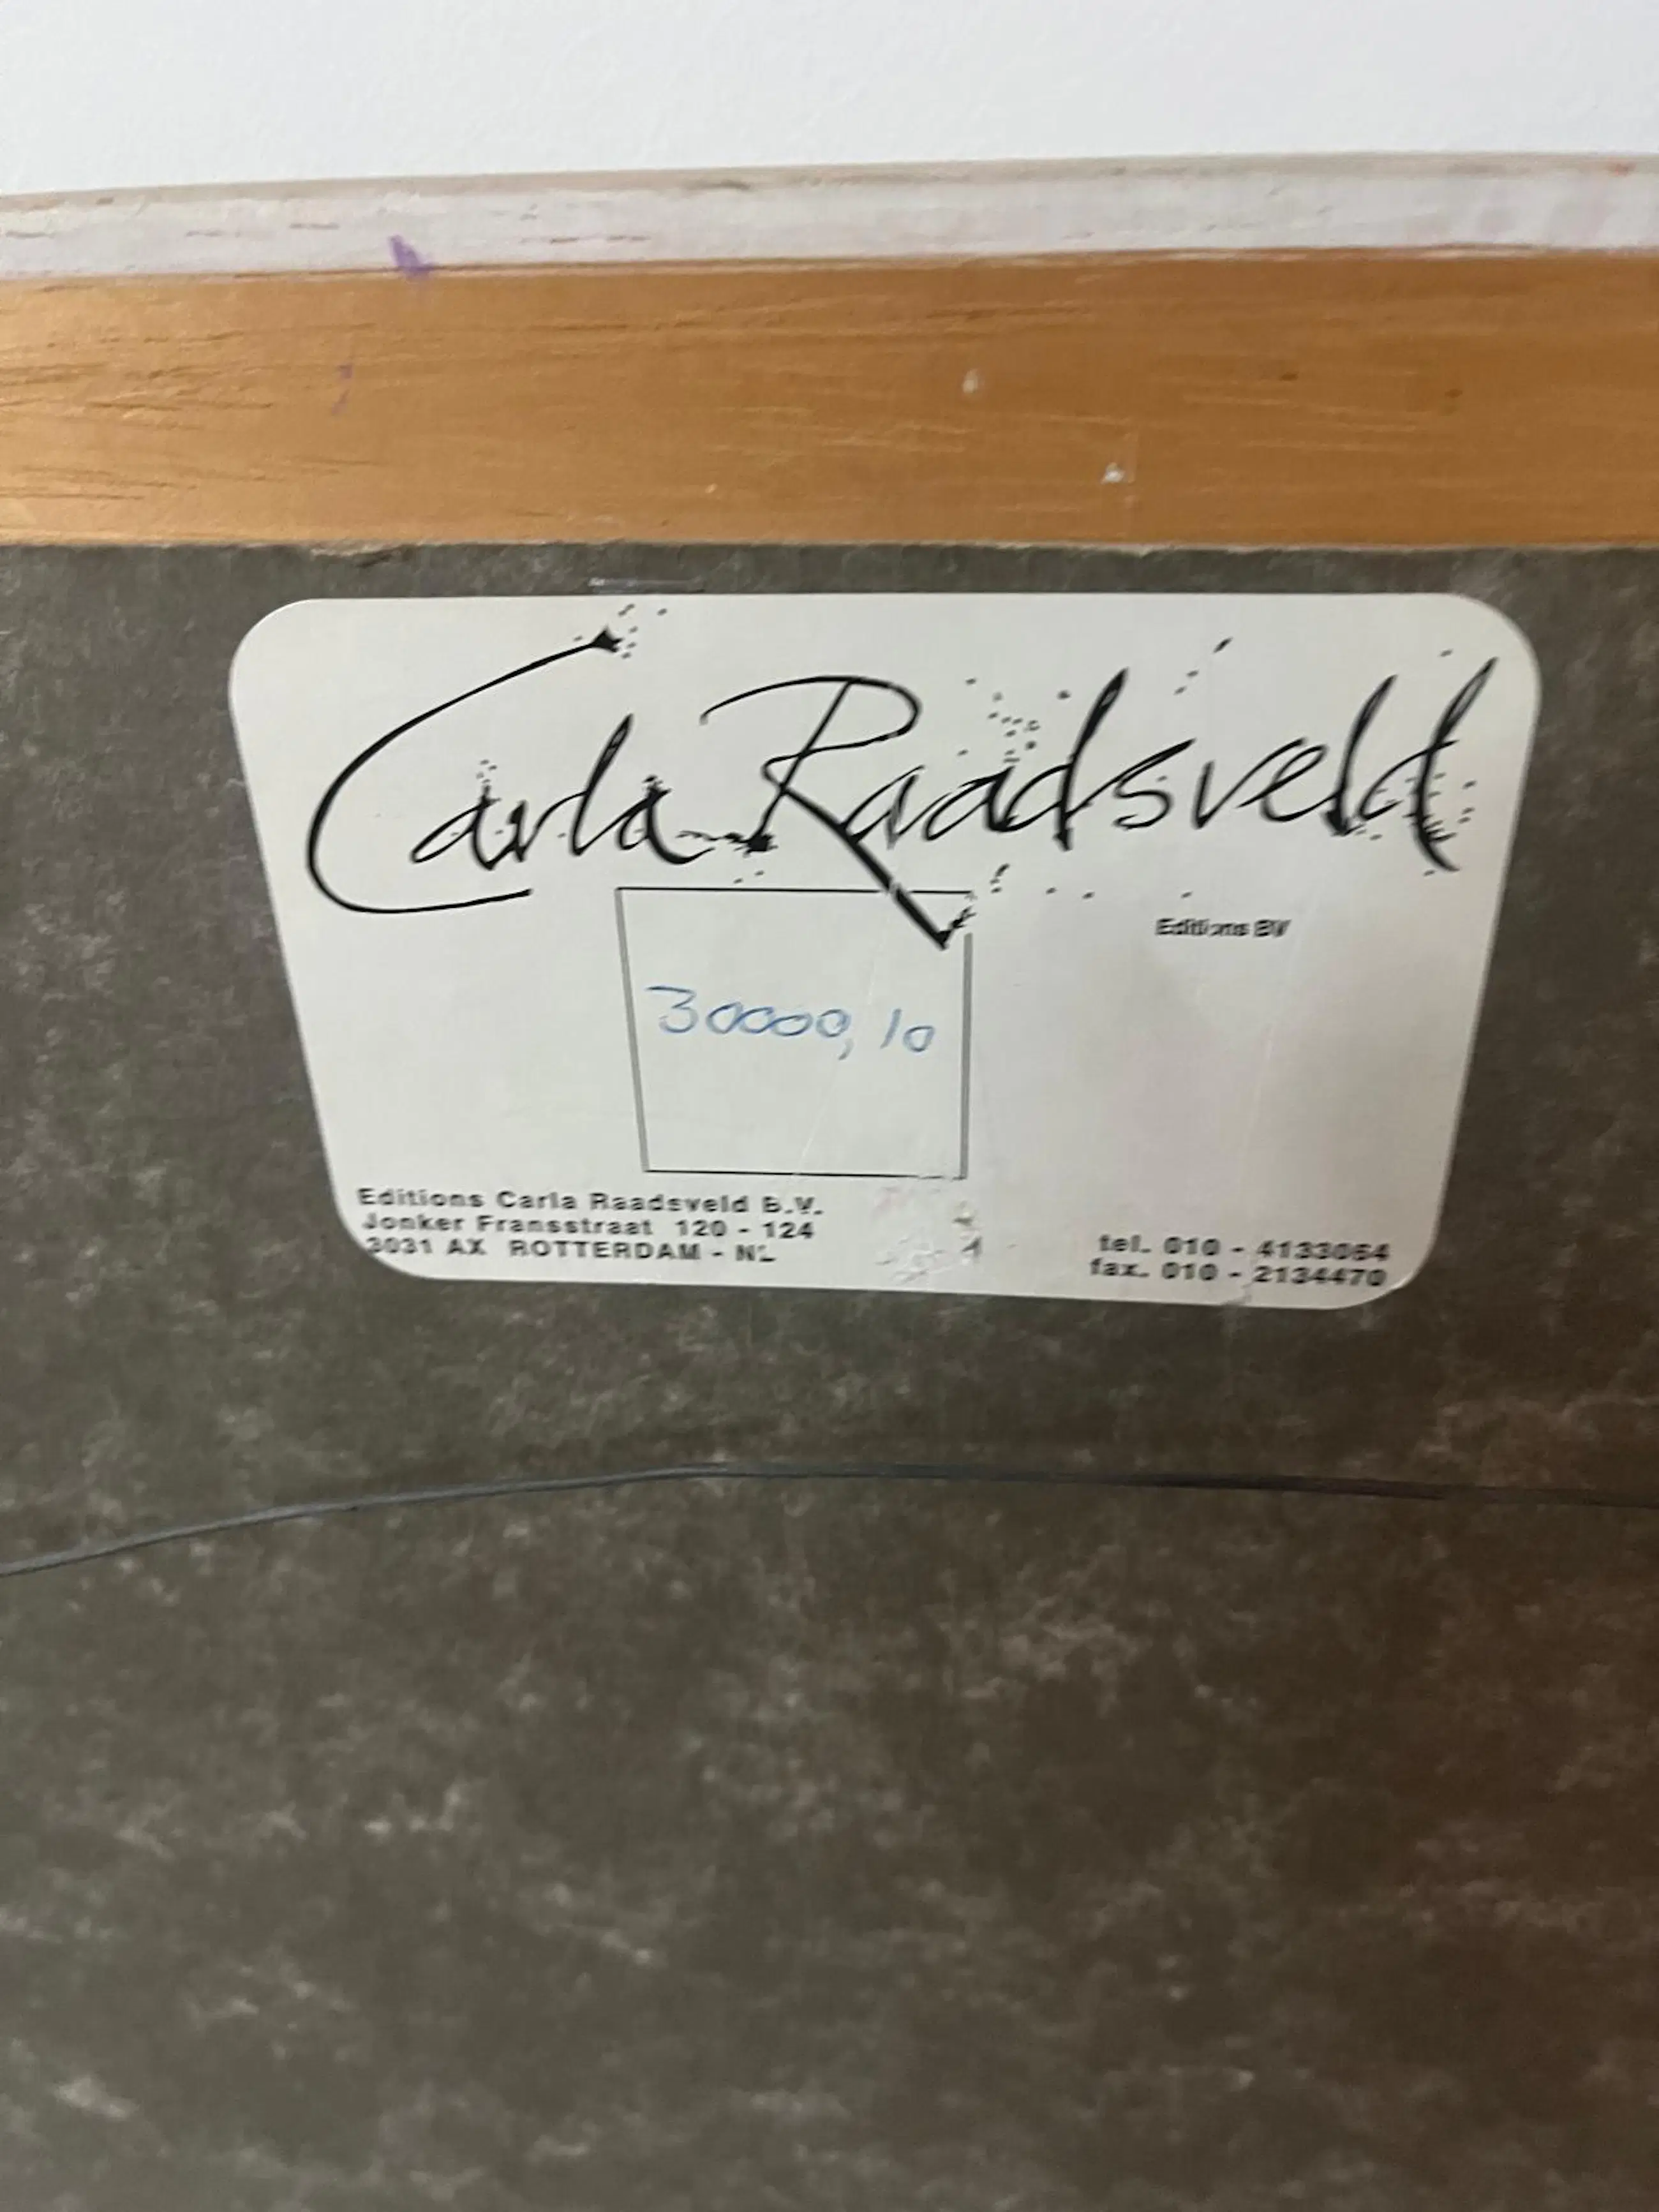 Carla Raadsveld
Editions BV
30000,10
Editions Carla Raadsveld B.V.
Jonker Fransstraat 120 - 124
3031 AX ROTTERDAM - NL
tel. 010 - 4133064
fax. 010 - 2134470